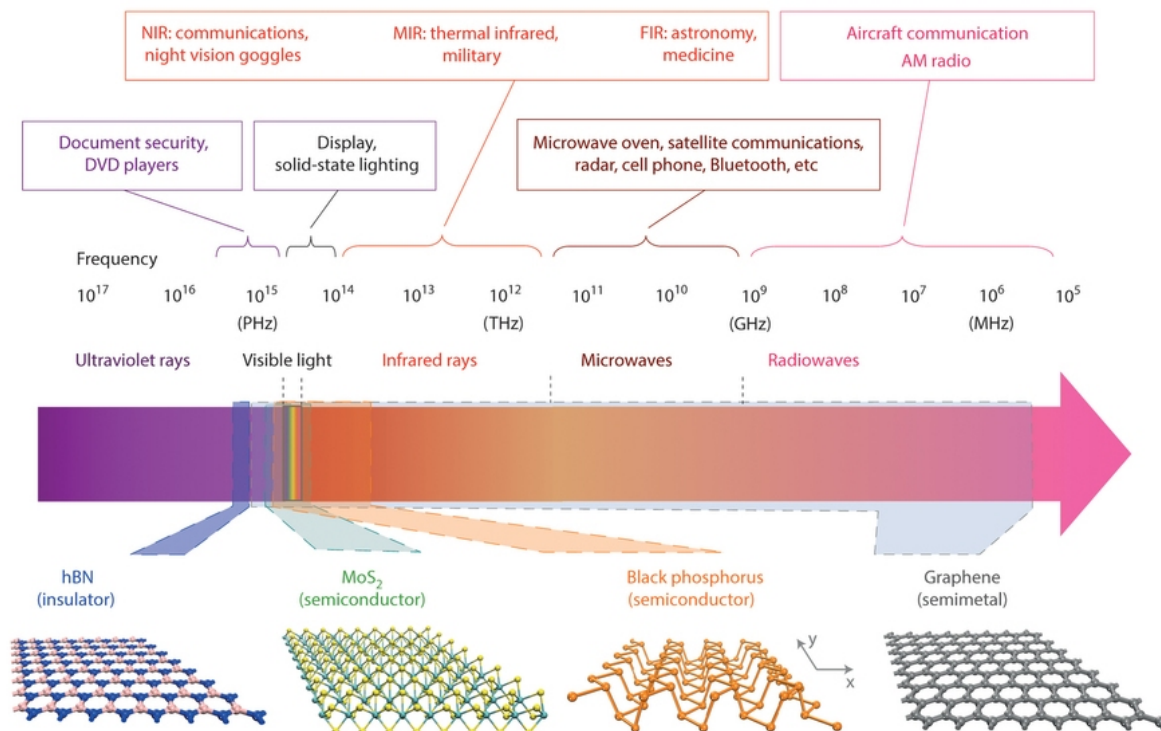 NIR: communications,
night vision goggles
MIR: thermal infrared,
military
FIR: astronomy,
medicine
Aircraft communication
AM radio
Document security,
DVD players
Display,
solid-state lighting
Microwave oven, satellite communications,
radar, cell phone, Bluetooth, etc
Frequency
10¹⁷ 10¹⁶ 10¹⁵ 10¹⁴ 10¹³ 10¹² 10¹¹ 10¹⁰ 10⁹ 10⁸ 10⁷ 10⁶ 10⁵
(PHz) (THz) (GHz) (MHz)
Ultraviolet rays Visible light Infrared rays Microwaves Radiowaves
hBN
(insulator)
MoS₂
(semiconductor)
Black phosphorus
(semiconductor)
Graphene
(semimetal)
y
x